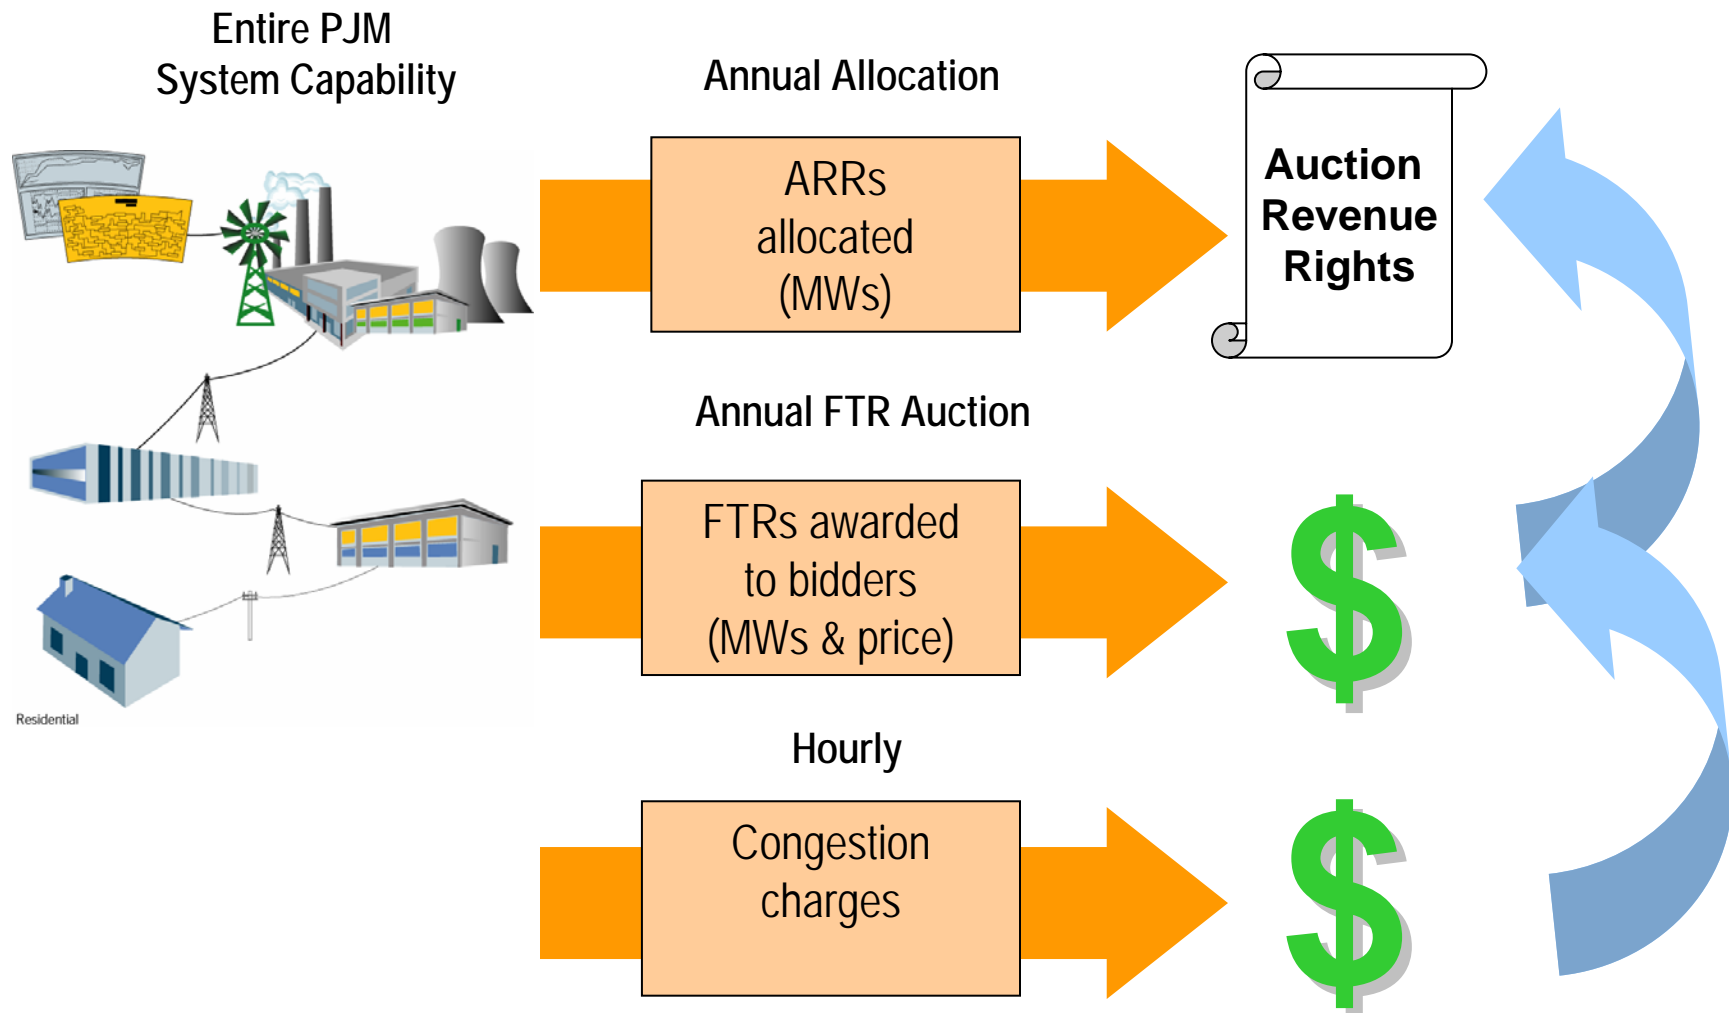 Entire PJM
System Capability
Annual Allocation
ARRs
allocated
(MWs)
Auction
Revenue
Rights
Annual FTR Auction
FTRs awarded
to bidders
(MWs & price)
$
Residential
Hourly
Congestion
charges
$